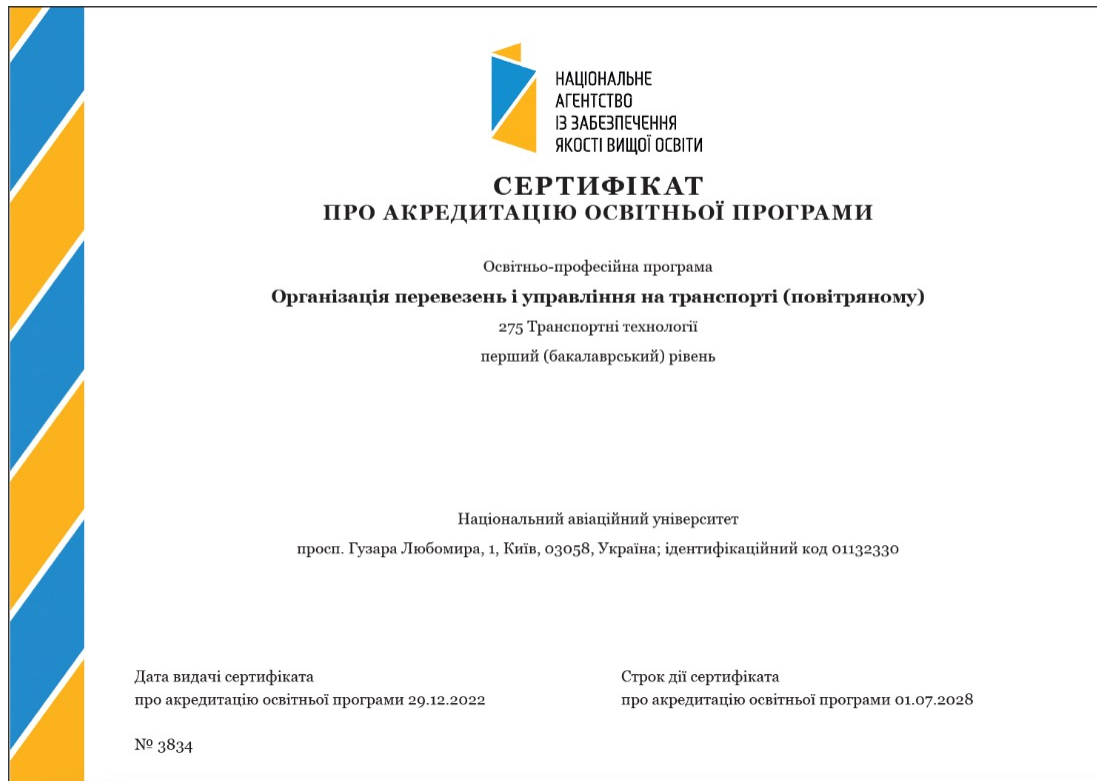 НАЦІОНАЛЬНЕ
АГЕНТСТВО
ІЗ ЗАБЕЗПЕЧЕННЯ
ЯКОСТІ ВИЩОЇ ОСВІТИ
СЕРТИФІКАТ
ПРО АКРЕДИТАЦІЮ ОСВІТНЬОЇ ПРОГРАМИ
Освітньо-професійна програма
Організація перевезень і управління на транспорті (повітряному)
275 Транспортні технології
перший (бакалаврський) рівень
Національний авіаційний університет
просп. Гузара Любомира, 1, Київ, 03058, Україна; ідентифікаційний код 01132330
Дата видачі сертифіката
про акредитацію освітньої програми 29.12.2022
Строк дії сертифіката
про акредитацію освітньої програми 01.07.2028
№ 3834